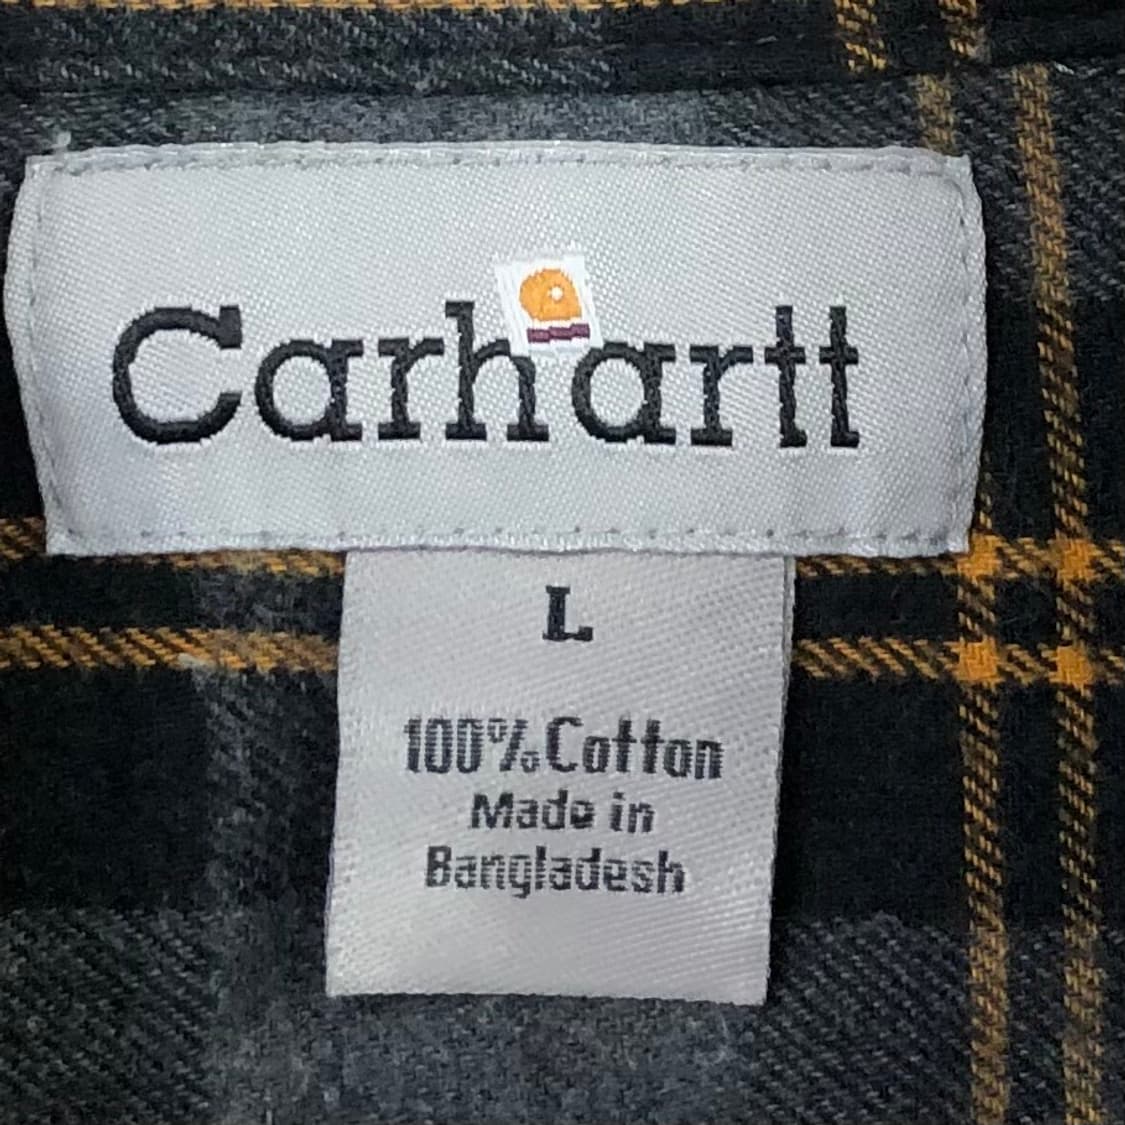 Carhartt
L
100% Cotton
Made in
Bangladesh